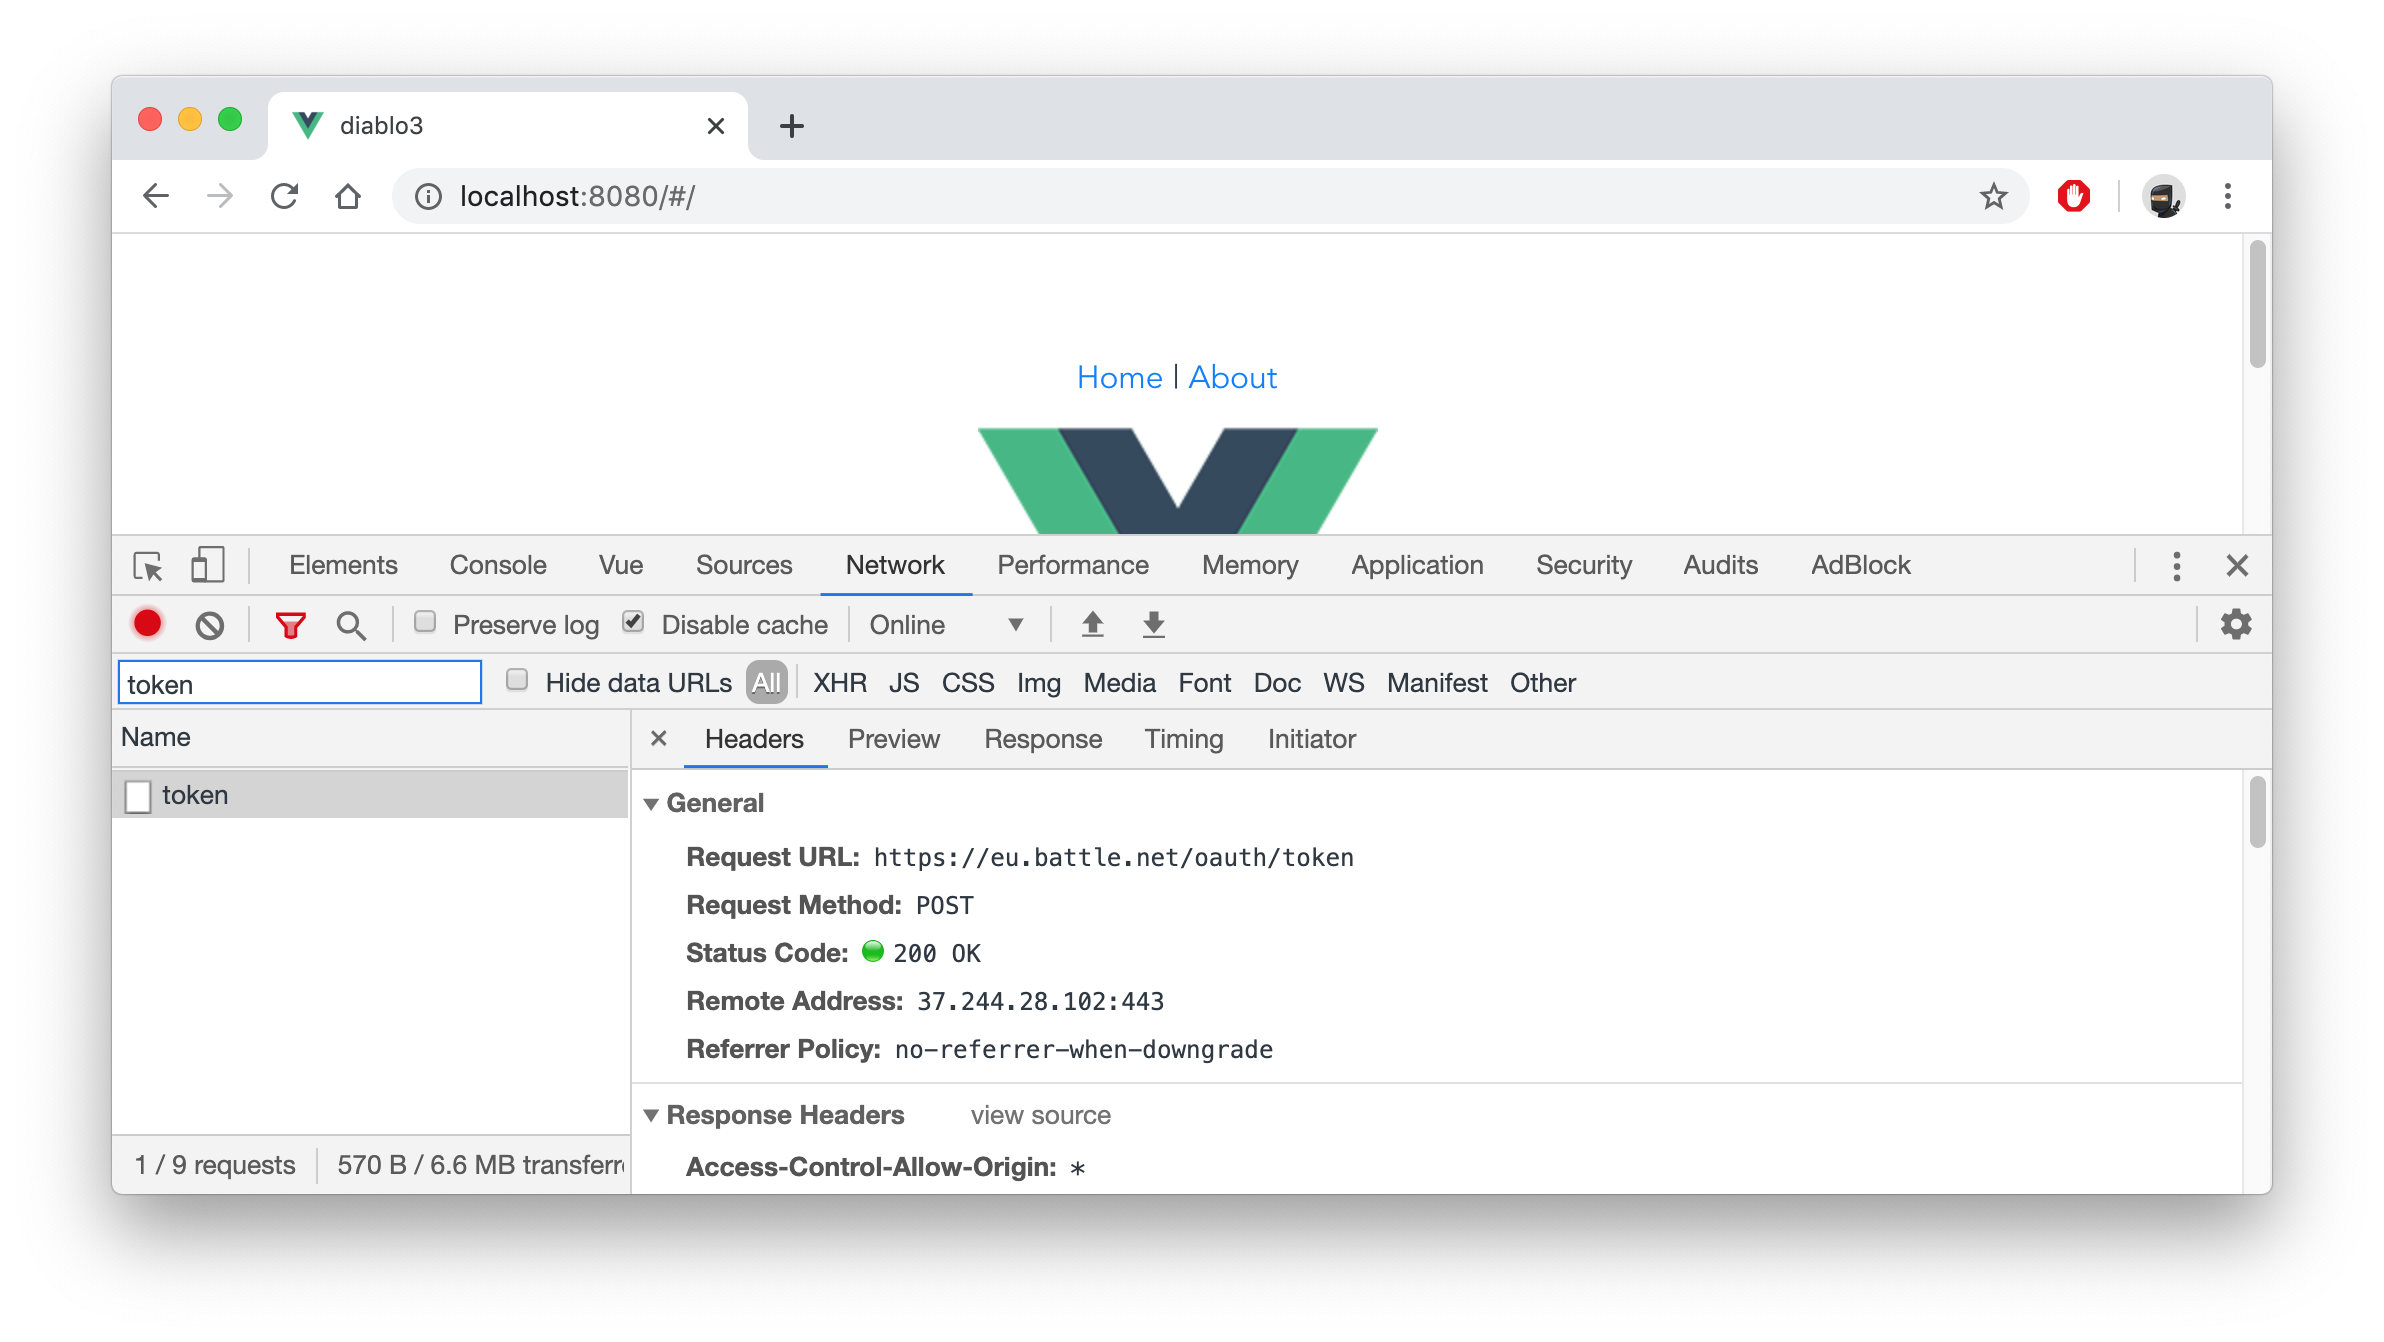 diablo3
localhost:8080/#/
Home | About
Elements Console Vue Sources Network Performance Memory Application Security Audits AdBlock
Preserve log Disable cache Online
token Hide data URLs All XHR JS CSS Img Media Font Doc WS Manifest Other
Name
Headers Preview Response Timing Initiator
token
General
Request URL: https://eu.battle.net/oauth/token
Request Method: POST
Status Code: 200 OK
Remote Address: 37.244.28.102:443
Referrer Policy: no-referrer-when-downgrade
Response Headers view source
Access-Control-Allow-Origin: *
1 / 9 requests 570 B / 6.6 MB transferr